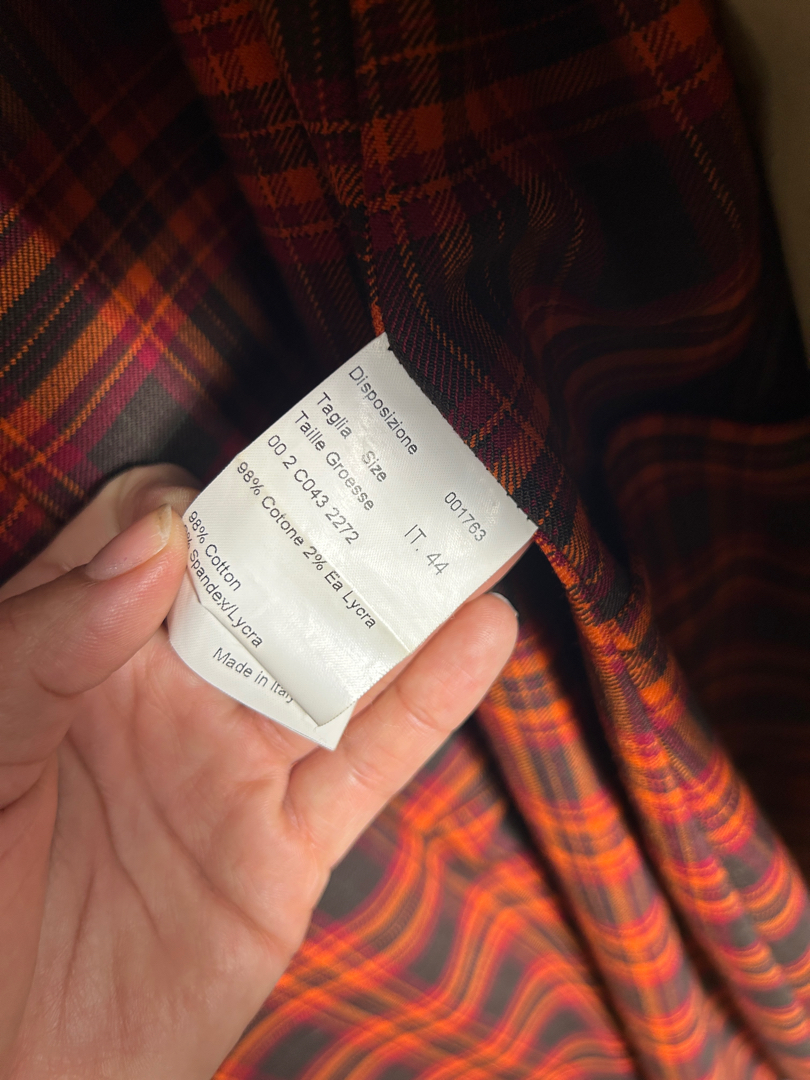 Disposizione 001763
Taglia Size IT. 44
Taille Groesse
00 2 C043 2272
98% Cotone 2% Ea Lycra
98% Cotton
Spandex/Lycra
Made in Italy